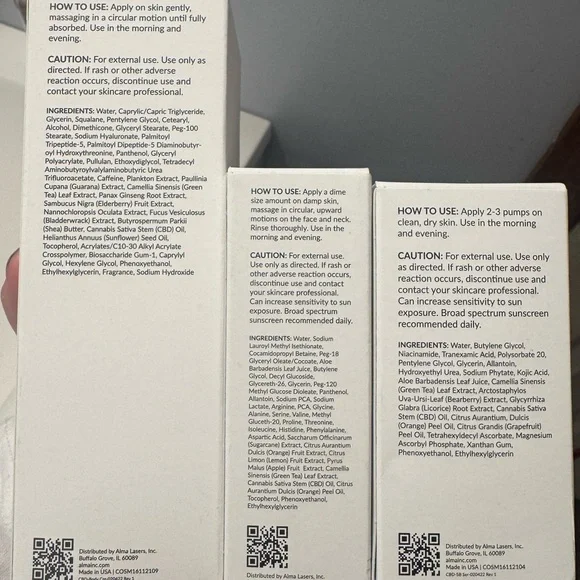 HOW TO USE: Apply on skin gently,
massaging in a circular motion until fully
absorbed. Use in the morning and
evening.
CAUTION: For external use. Use only as
directed. If rash or other adverse
reaction occurs, discontinue use and
contact your skincare professional.
INGREDIENTS: Water, Caprylic/Capric Triglyceride,
Glycerin, Squalane, Pentylene Glycol, Cetearyl,
Alcohol, Dimethicone, Glyceryl Stearate, Peg-100
Stearate, Sodium Hyaluronate, Palmitoyl
Tripeptide-5, Palmitoyl Dipeptide-5 Diaminobutyr-
oyl Hydroxythreonine, Panthenol, Glyceryl
Polyacrylate, Pullulan, Ethoxydiglycol, Tetradecyl
Aminobutyroylvalylaminobutyric Urea
Trifluoroacetate, Caffeine, Plankton Extract, Paullinia
Cupana (Guarana) Extract, Camellia Sinensis (Green
Tea) Leaf Extract, Panax Ginseng Root Extract,
Sambucus Nigra (Elderberry) Fruit Extract,
Nannochloropsis Oculata Extract, Fucus Vesiculosus
(Bladderwrack) Extract, Butyrospermum Parkii
(Shea) Butter, Cannabis Sativa Stem (CBD) Oil,
Helianthus Annuus (Sunflower) Seed Oil,
Tocopherol, Acrylates/C10-30 Alkyl Acrylate
Crosspolymer, Biosaccharide Gum-1, Caprylyl
Glycol, Hexylene Glycol, Phenoxyethanol,
Ethylhexylglycerin, Fragrance, Sodium Hydroxide
Distributed by Alma Lasers, Inc.
Buffalo Grove, IL 60089
almainc.com
Made in USA | COSM16112109
HOW TO USE: Apply a dime
size amount on damp skin,
massage in circular, upward
motions on the face and neck.
Rinse thoroughly. Use in the
morning and evening.
CAUTION: For external use.
Use only as directed. If rash or
other adverse reaction occurs,
discontinue use and contact
your skincare professional.
Can increase sensitivity to sun
exposure. Broad spectrum
sunscreen recommended daily.
INGREDIENTS: Water, Sodium
Lauroyl Methyl Isethionate,
Cocamidopropyl Betaine, Peg-18
Glyceryl Oleate/Cocoate, Aloe
Barbadensis Leaf Juice, Butylene
Glycol, Decyl Glucoside,
Glycereth-26, Glycerin, Peg-120
Methyl Glucose Dioleate, Panthenol,
Allantoin, Sodium PCA, Sodium
Lactate, Arginine, PCA, Glycine,
Alanine, Serine, Valine, Methyl
Gluceth-20, Proline, Threonine,
Isoleucine, Histidine, Phenylalanine,
Aspartic Acid, Saccharum Officinarum
(Sugarcane) Extract, Citrus Aurantium
Dulcis (Orange) Fruit Extract, Citrus
Limon (Lemon) Fruit Extract, Pyrus
Malus (Apple) Fruit Extract, Camellia
Sinensis (Green Tea) Leaf Extract,
Cannabis Sativa Stem (CBD) Oil, Citrus
Aurantium Dulcis (Orange) Peel Oil,
Tocopherol, Phenoxyethanol,
Ethylhexylglycerin
Distributed by Alma Lasers, Inc.
HOW TO USE: Apply 2-3 pumps on
clean, dry skin. Use in the morning
and evening.
CAUTION: For external use. Use only
as directed. If rash or other adverse
reaction occurs, discontinue use and
contact your skincare professional.
Can increase sensitivity to sun
exposure. Broad spectrum sunscreen
recommended daily.
INGREDIENTS: Water, Butylene Glycol,
Niacinamide, Tranexamic Acid, Polysorbate 20,
Pentylene Glycol, Glycerin, Allantoin,
Hydroxyethyl Urea, Sodium Phytate, Kojic Acid,
Aloe Barbadensis Leaf Juice, Camellia Sinensis
(Green Tea) Leaf Extract, Arctostaphylos
Uva-Ursi-Leaf (Bearberry) Extract, Glycyrrhiza
Glabra (Licorice) Root Extract, Cannabis Sativa
Stem (CBD) Oil, Citrus Aurantium, Dulcis
(Orange) Peel Oil, Citrus Grandis (Grapefruit)
Peel Oil, Tetrahexyldecyl Ascorbate, Magnesium
Ascorbyl Phosphate, Xanthan Gum,
Phenoxyethanol, Ethylhexylglycerin
Distributed by Alma Lasers, Inc.
Buffalo Grove, IL 60089
almainc.com
Made in USA | COSM16112104
CBD-SB Ser-020422 Rev 1